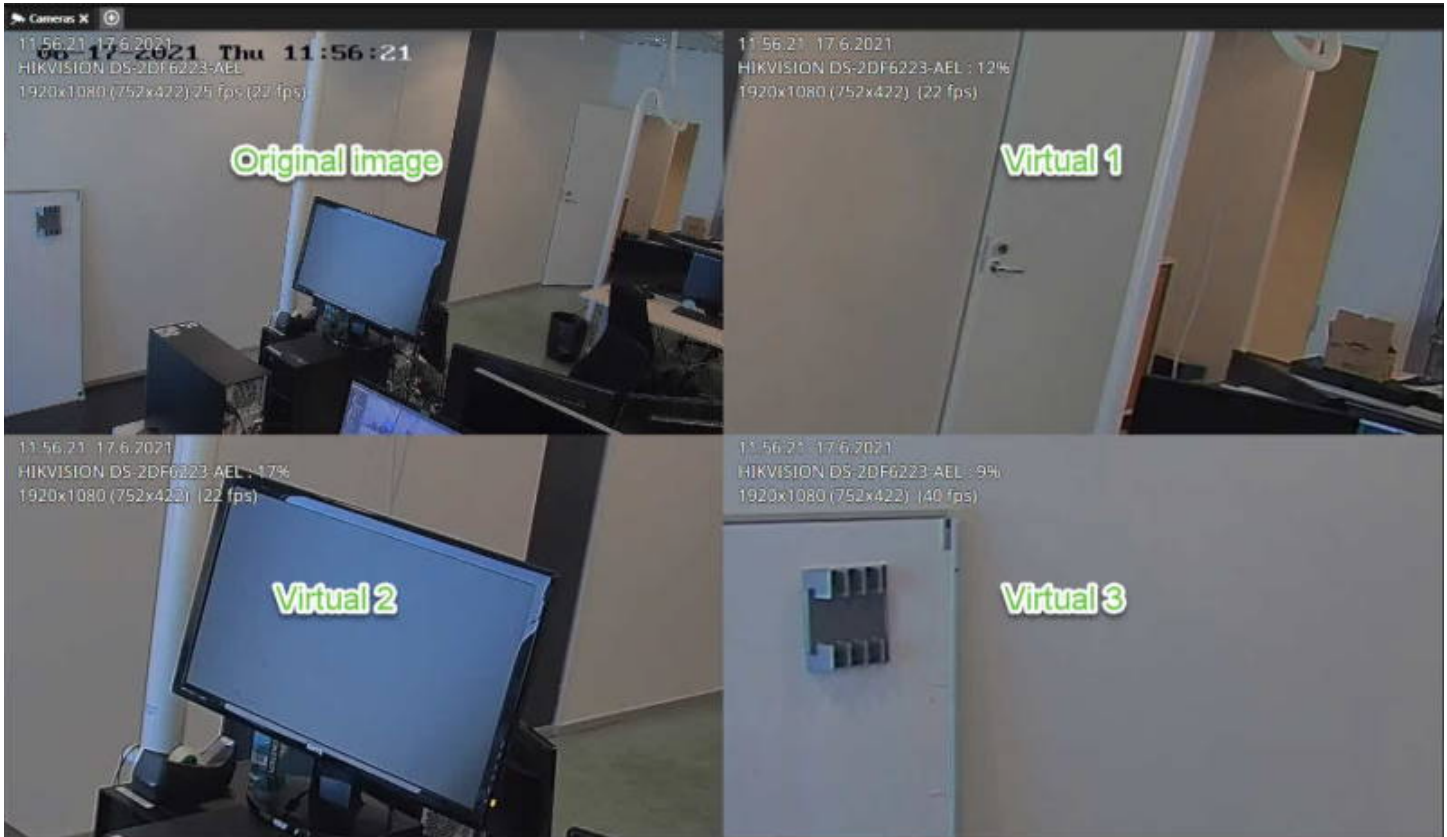 Cameras
11:56:21 17.6.2021
06-17-2021 Thu 11:56:21
HIKVISION DS-2DF6223-AEL
1920x1080 (752x422) 25 fps (22 fps)
Original image
11:56:21 17.6.2021
HIKVISION DS-2DF6223-AEL : 12%
1920x1080 (752x422) (22 fps)
Virtual 1
11:56:21 17.6.2021
HIKVISION DS-2DF6223-AEL : 17%
1920x1080 (752x422) (22 fps)
Virtual 2
11:56:21 17.6.2021
HIKVISION DS-2DF6223-AEL : 9%
1920x1080 (752x422) (40 fps)
Virtual 3